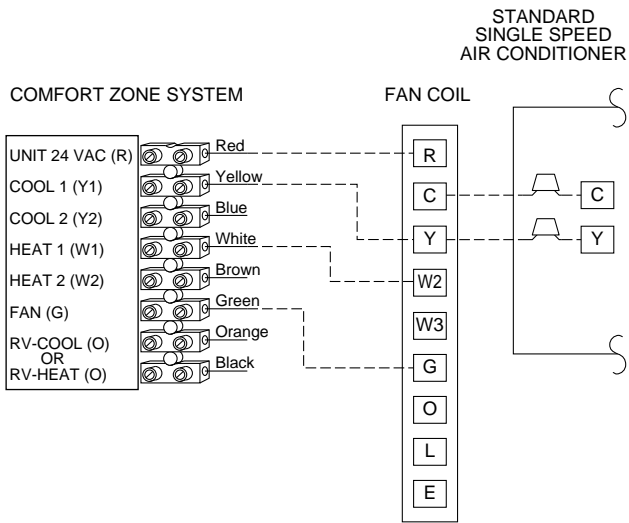 STANDARD
SINGLE SPEED
AIR CONDITIONER
COMFORT ZONE SYSTEM
FAN COIL
UNIT 24 VAC (R)
Red
COOL 1 (Y1)
Yellow
COOL 2 (Y2)
Blue
HEAT 1 (W1)
White
HEAT 2 (W2)
Brown
FAN (G)
Green
RV-COOL (O)
OR
RV-HEAT (O)
Orange
Black
R
C
Y
W2
W3
G
O
L
E
C
Y